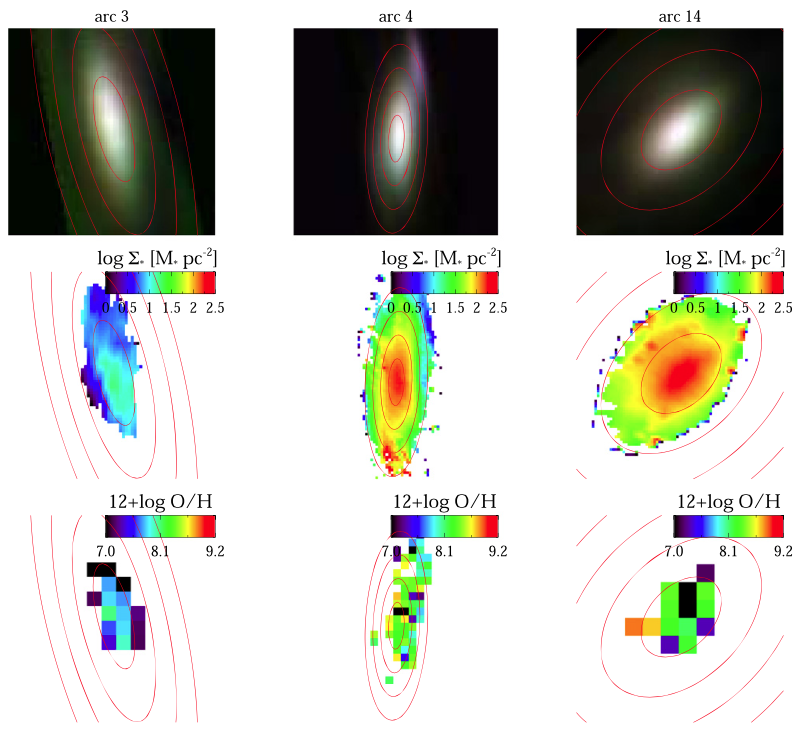 arc 3 arc 4 arc 14
log Σ* [M* pc-2] log Σ* [M* pc-2] log Σ* [M* pc-2]
0 0.5 1 1.5 2 2.5 0 0.5 1 1.5 2 2.5 0 0.5 1 1.5 2 2.5
12+log O/H 12+log O/H 12+log O/H
7.0 8.1 9.2 7.0 8.1 9.2 7.0 8.1 9.2